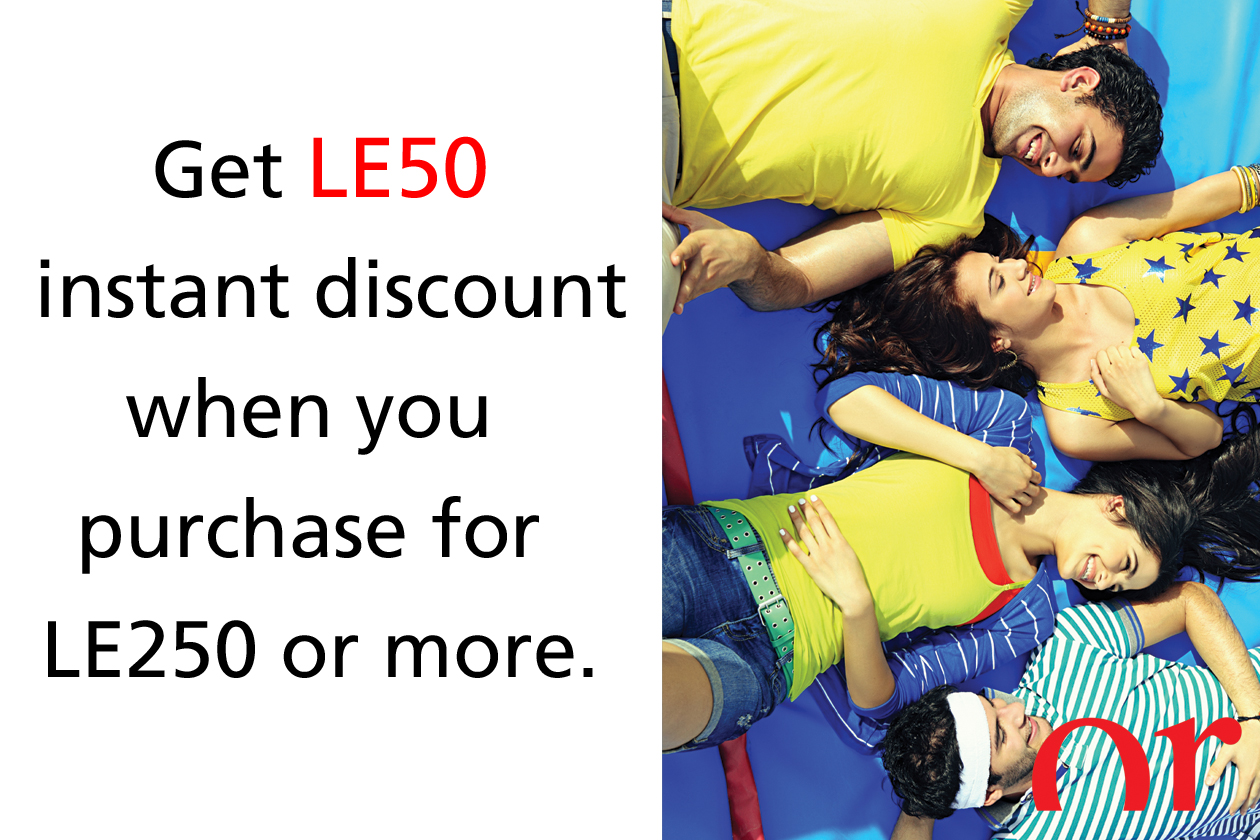 Get LE50
instant discount
when you
purchase for
LE250 or more.
or